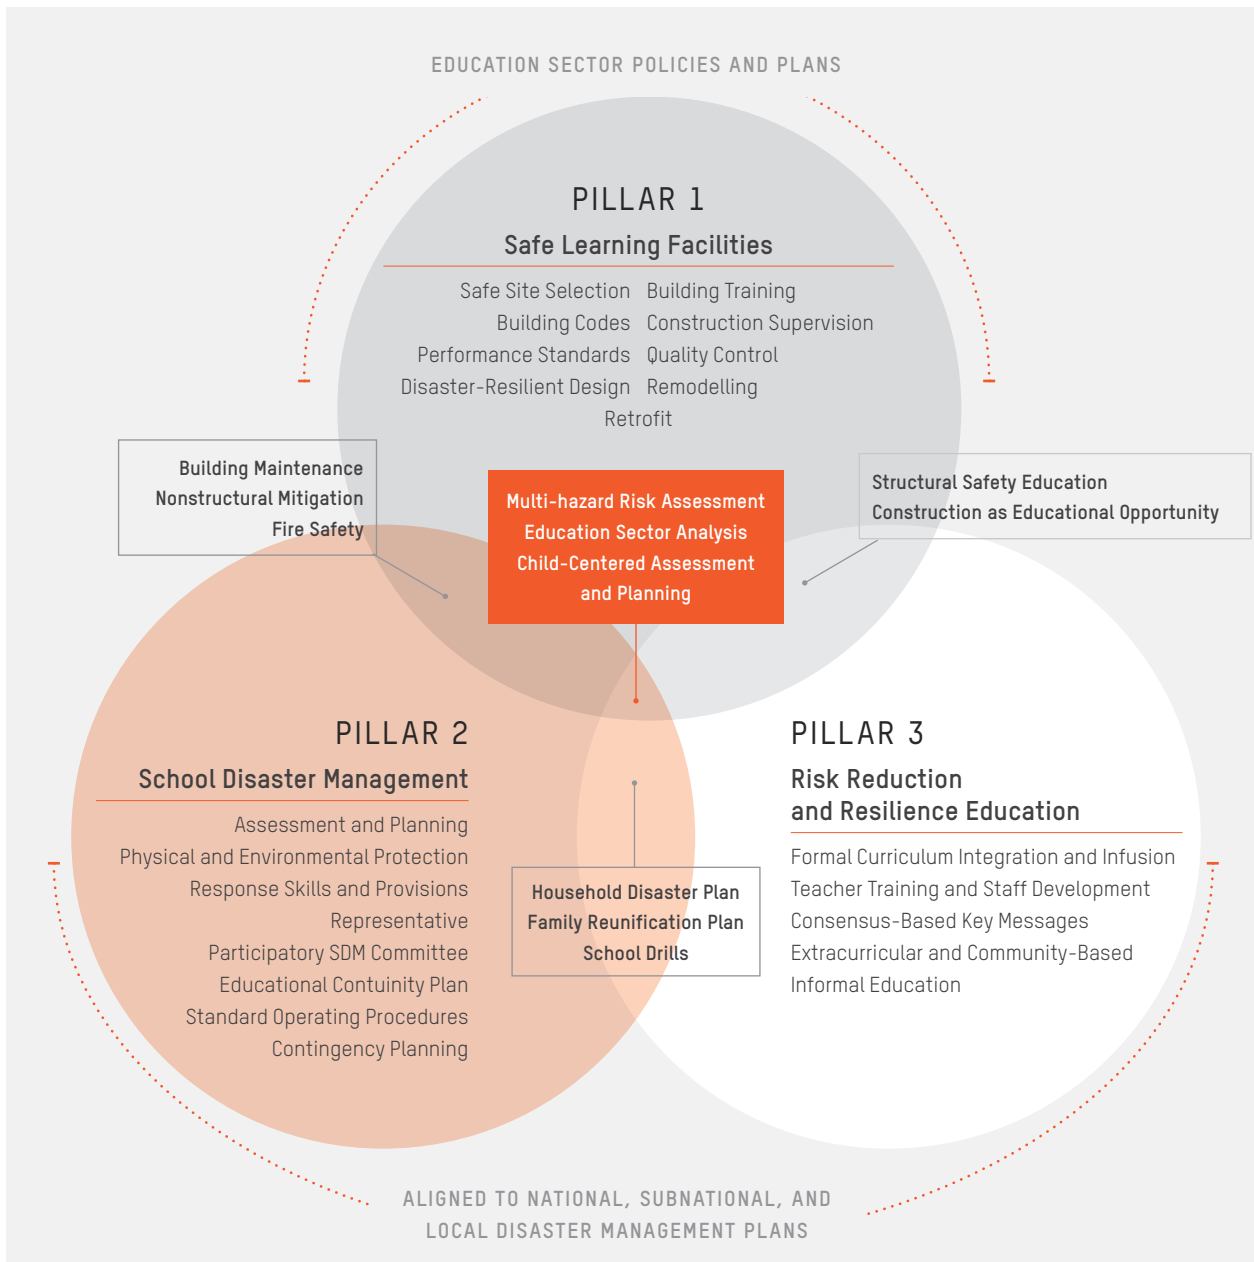 EDUCATION SECTOR POLICIES AND PLANS
PILLAR 1
Safe Learning Facilities
Safe Site Selection Building Training
Building Codes Construction Supervision
Performance Standards Quality Control
Disaster-Resilient Design Remodelling
Retrofit
Building Maintenance
Nonstructural Mitigation
Fire Safety
Multi-hazard Risk Assessment
Education Sector Analysis
Child-Centered Assessment
and Planning
Structural Safety Education
Construction as Educational Opportunity
PILLAR 2
School Disaster Management
Assessment and Planning
Physical and Environmental Protection
Response Skills and Provisions
Representative
Participatory SDM Committee
Educational Contuinity Plan
Standard Operating Procedures
Contingency Planning
Household Disaster Plan
Family Reunification Plan
School Drills
PILLAR 3
Risk Reduction
and Resilience Education
Formal Curriculum Integration and Infusion
Teacher Training and Staff Development
Consensus-Based Key Messages
Extracurricular and Community-Based
Informal Education
ALIGNED TO NATIONAL, SUBNATIONAL, AND
LOCAL DISASTER MANAGEMENT PLANS